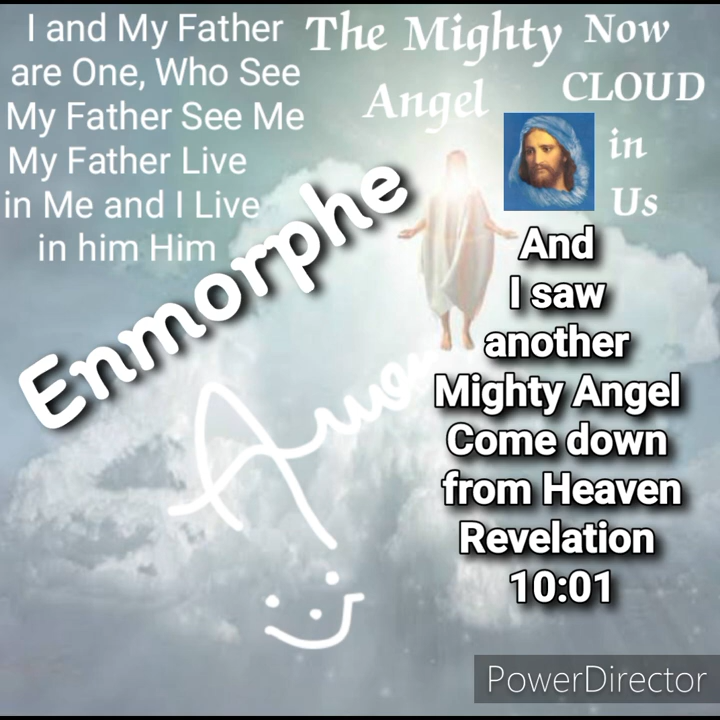 I and My Father
are One, Who See
My Father See Me
My Father Live
in Me and I Live
in him Him
The Mighty
Angel
Now
CLOUD
in
Us
Enmorphe
And
I saw
another
Mighty Angel
Come down
from Heaven
Revelation
10:01
PowerDirector